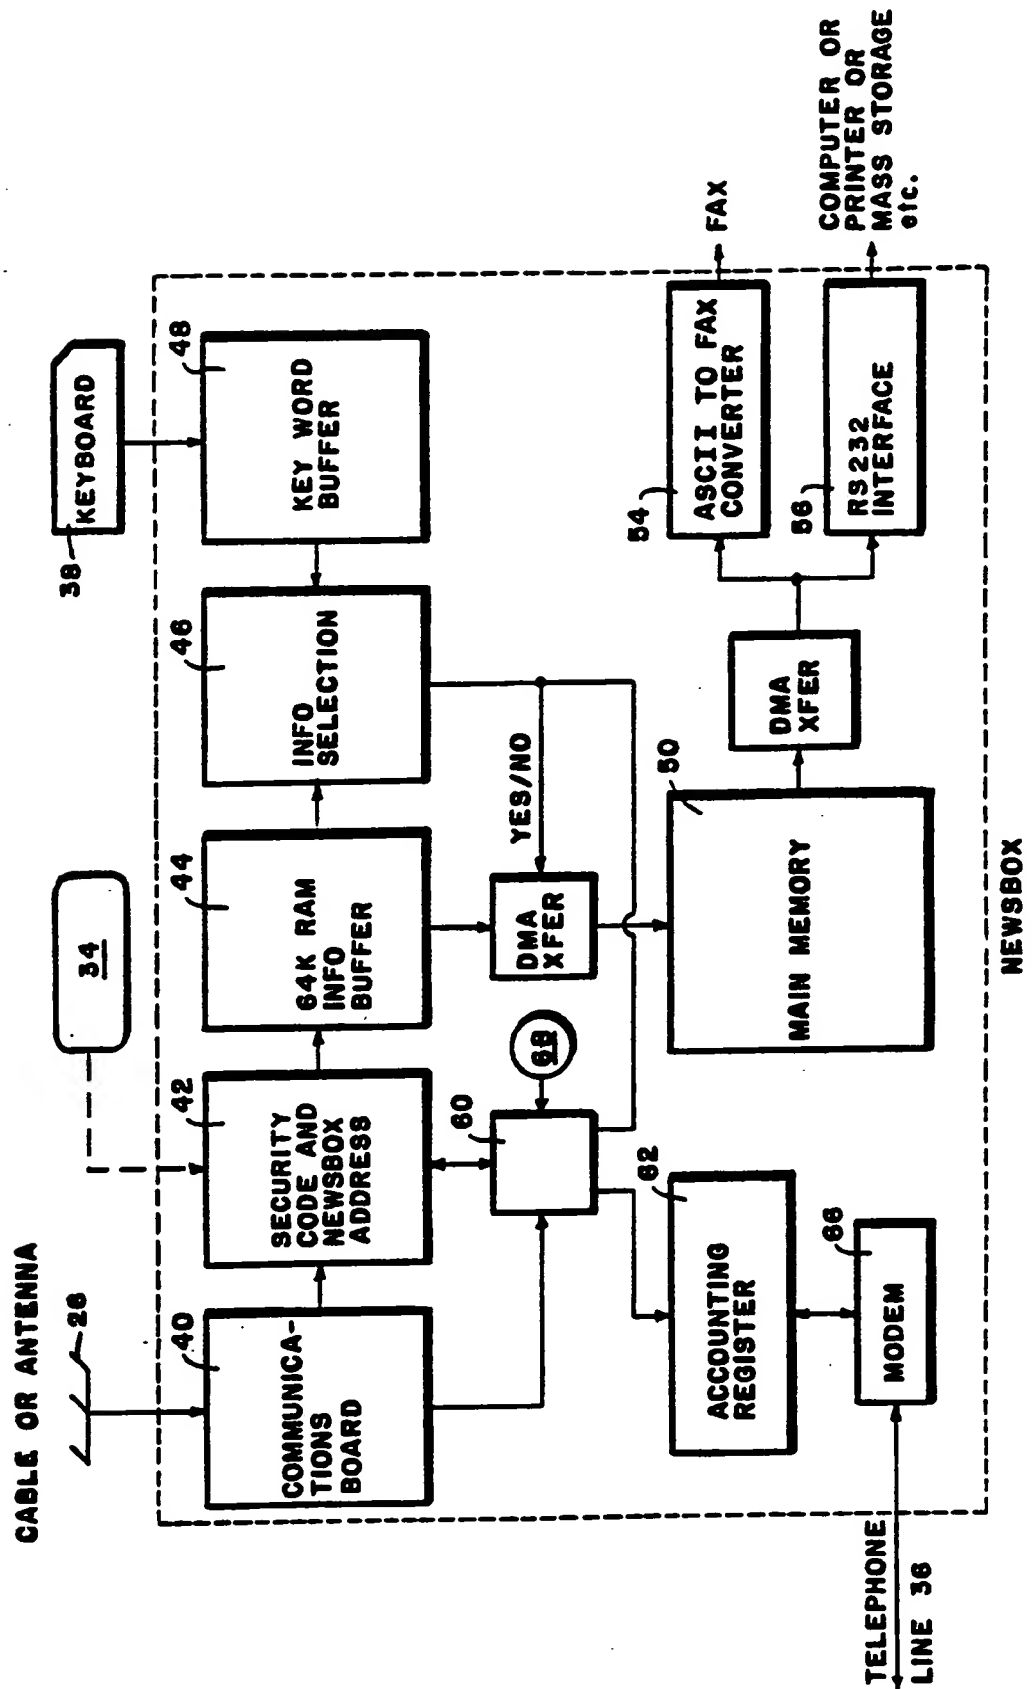 CABLE OR ANTENNA
26
34
38
KEYBOARD
40
COMMUNICA-
TIONS
BOARD
42
SECURITY
CODE AND
NEWSBOX
ADDRESS
44
64K RAM
INFO
BUFFER
46
INFO
SELECTION
48
KEY WORD
BUFFER
60
68
DMA
XFER
YES/NO
62
ACCOUNTING
REGISTER
50
MAIN MEMORY
DMA
XFER
54
ASCII TO FAX
CONVERTER
FAX
56
RS232
INTERFACE
COMPUTER OR
PRINTER OR
MASS STORAGE
etc.
66
MODEM
TELEPHONE
LINE 36
NEWSBOX